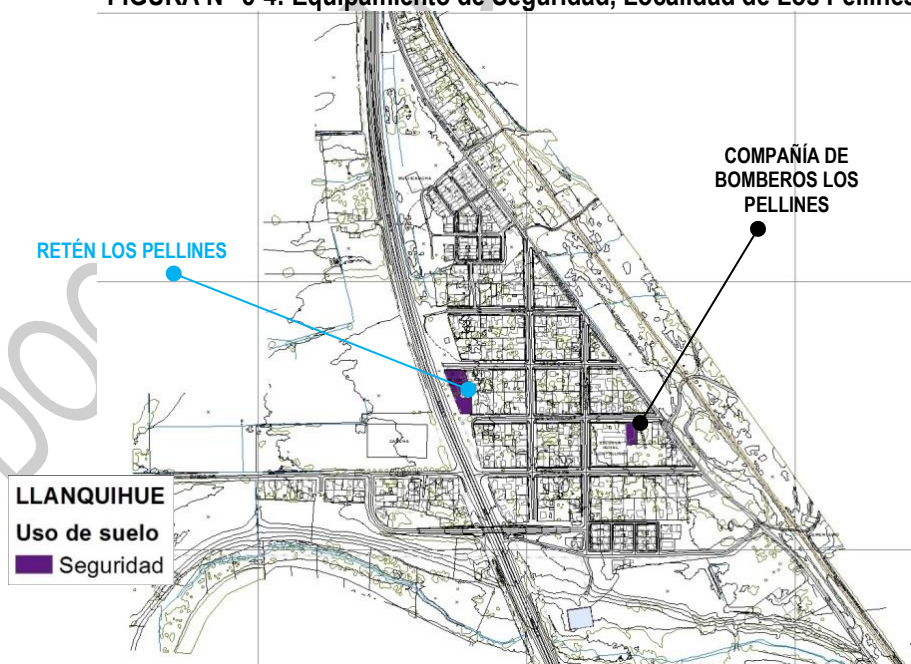 FIGURA N° 6-4: Equipamiento de Seguridad, Localidad de Los Pellines
COMPAÑÍA DE
BOMBEROS LOS
PELLINES
RETÉN LOS PELLINES
CANCHA
LLANQUIHUE
Uso de suelo
Seguridad